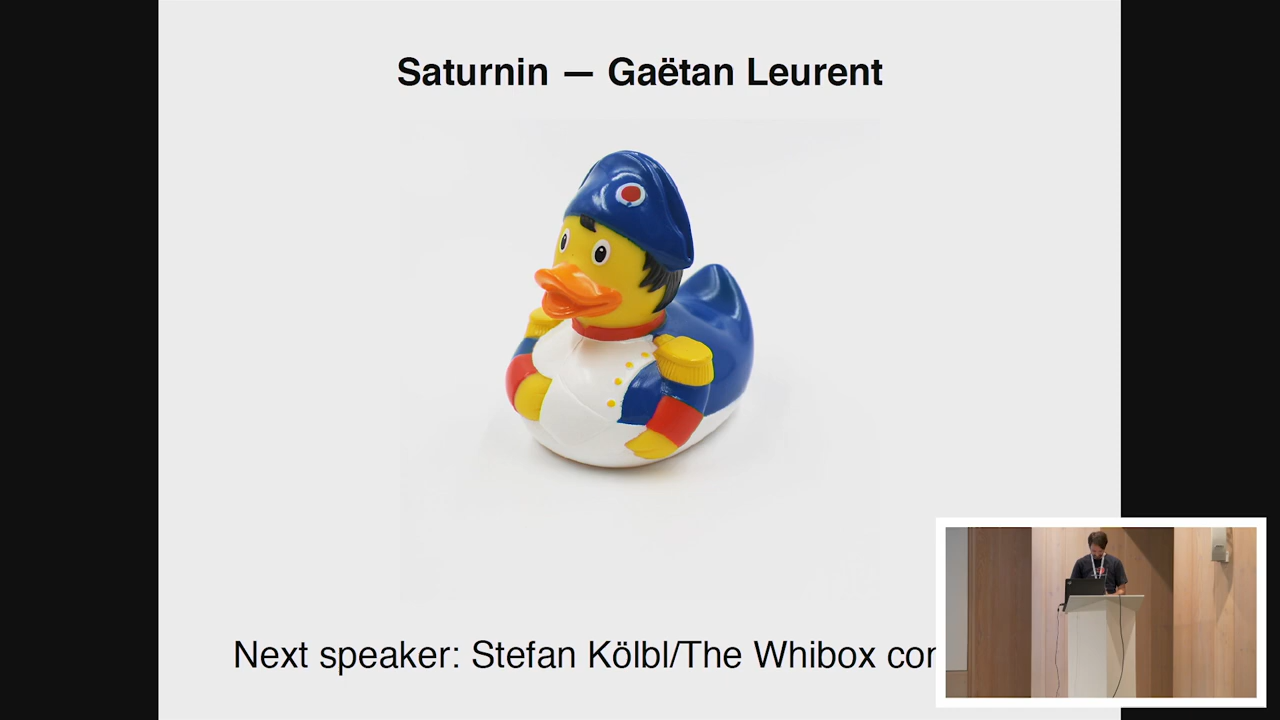 Saturnin — Gaëtan Leurent
Next speaker: Stefan Kölbl/The Whibox